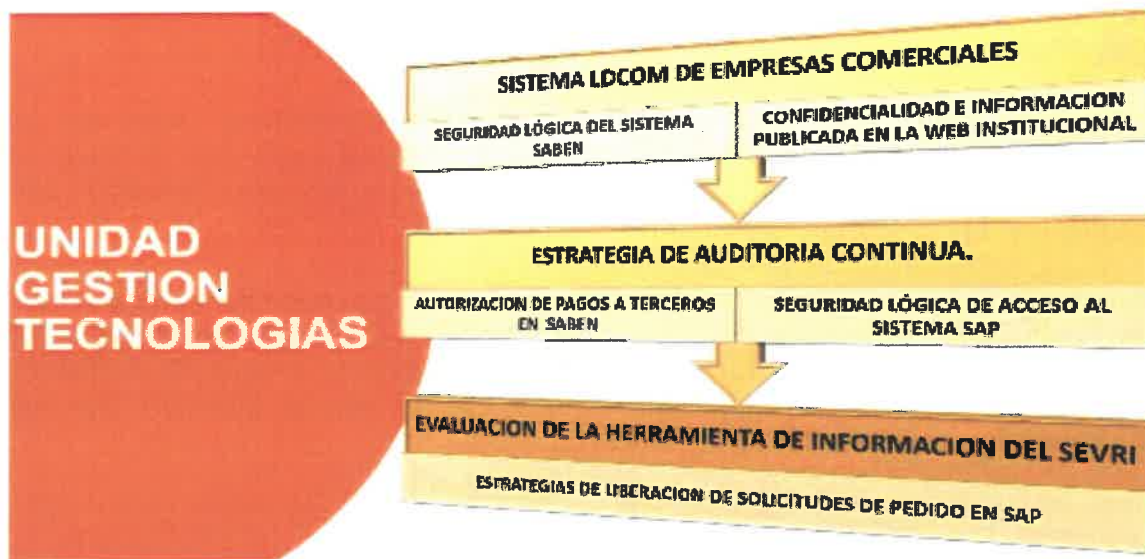 UNIDAD
GESTION
TECNOLOGIAS
SISTEMA LDCOM DE EMPRESAS COMERCIALES
SEGURIDAD LÓGICA DEL SISTEMA
SABEN
CONFIDENCIALIDAD E INFORMACION
PUBLICADA EN LA WEB INSTITUCIONAL
ESTRATEGIA DE AUDITORIA CONTINUA.
AUTORIZACION DE PAGOS A TERCEROS
EN SABEN
SEGURIDAD LÓGICA DE ACCESO AL
SISTEMA SAP
EVALUACION DE LA HERRAMIENTA DE INFORMACION DEL SEVRI
ESTRATEGIAS DE LIBERACION DE SOLICITUDES DE PEDIDO EN SAP